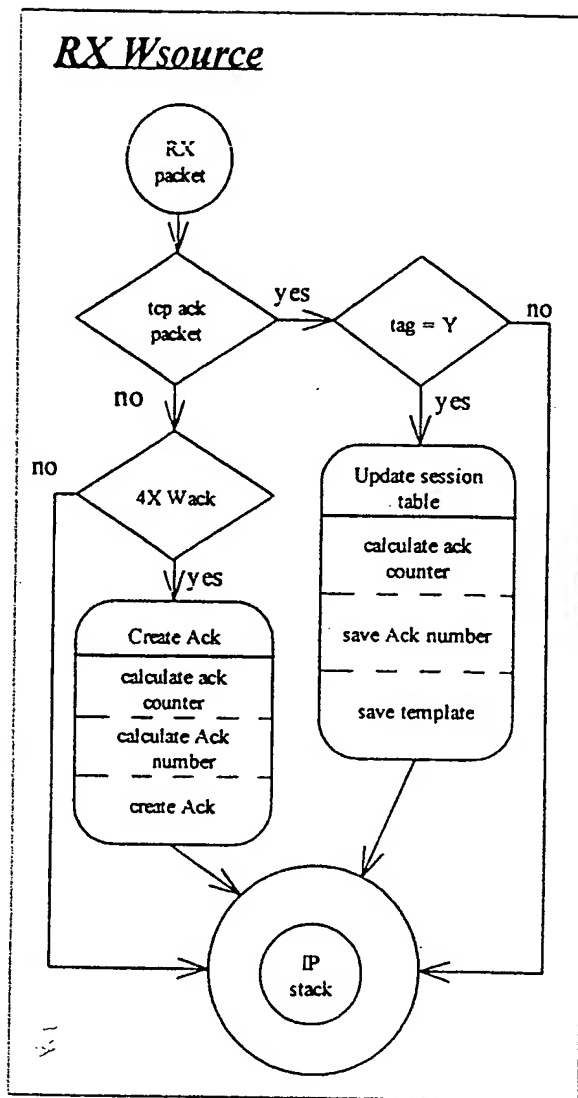 RX Wsource
RX
packet
tcp ack
packet
yes
tag = Y
no
no
yes
no
4X Wack
yes
Update session
table
calculate ack
counter
save Ack number
save template
Create Ack
calculate ack
counter
calculate Ack
number
create Ack
IP
stack